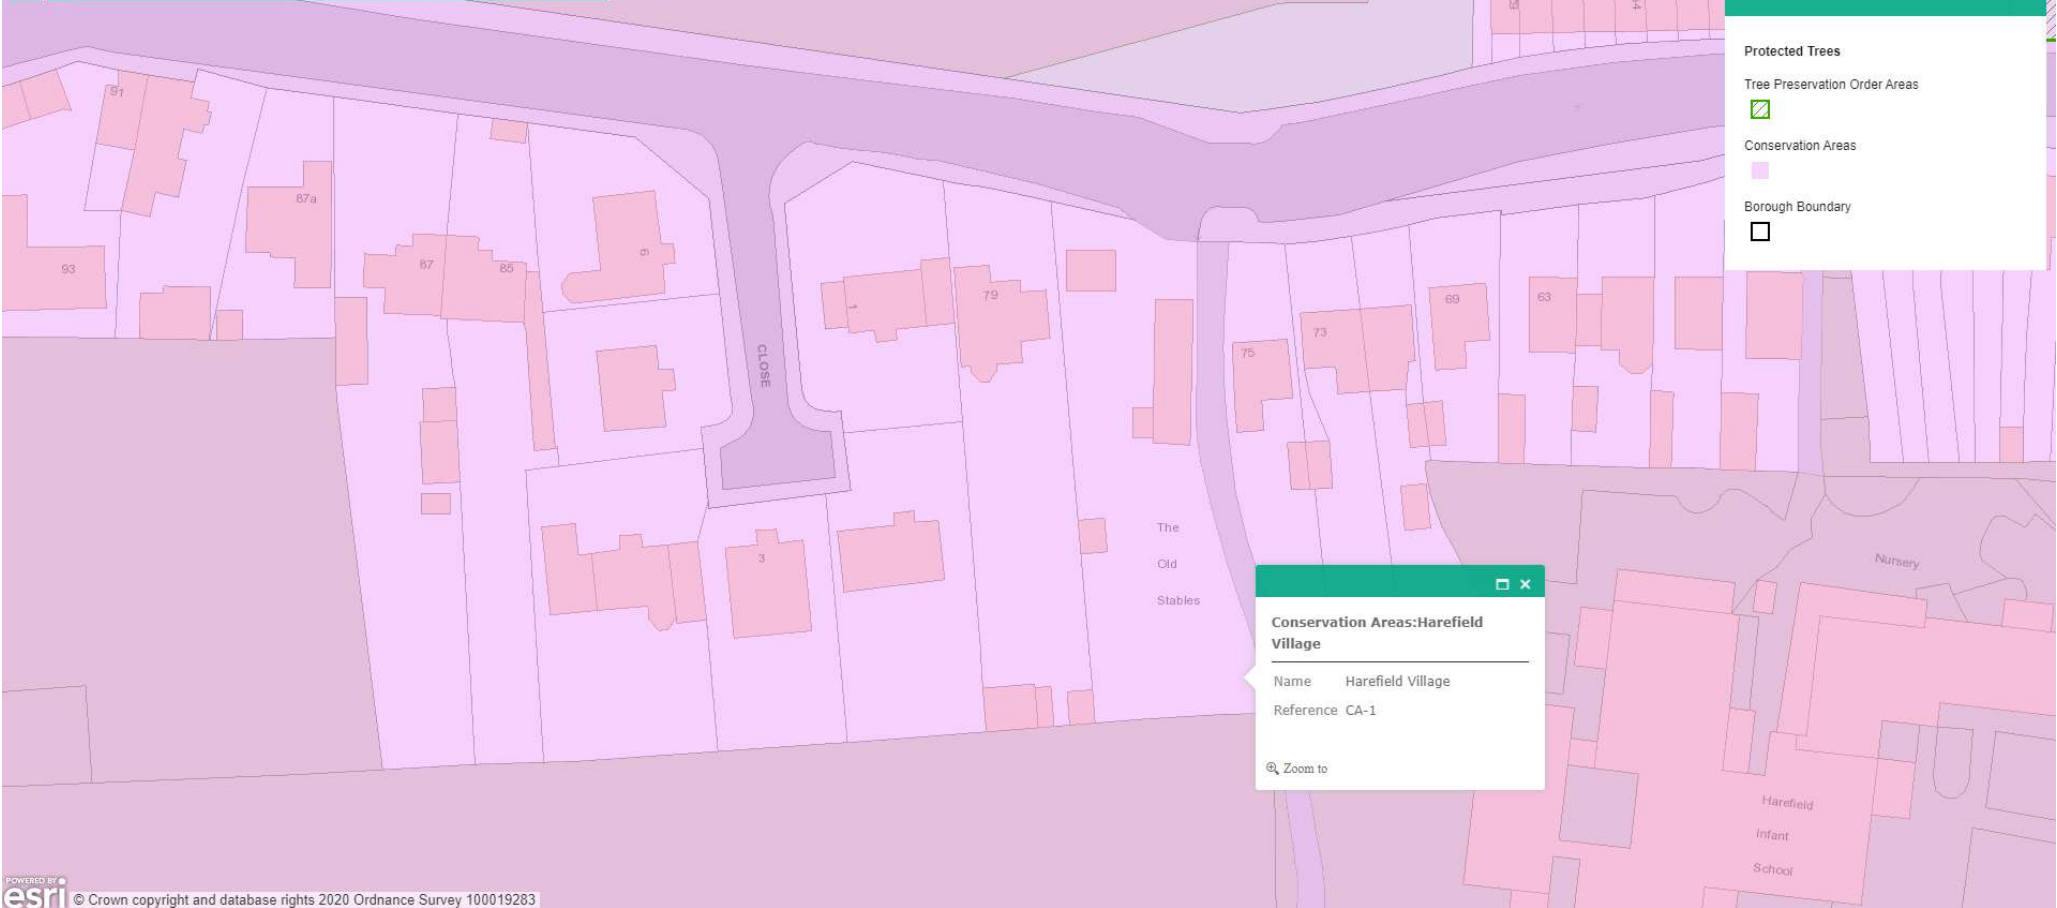 Protected Trees
Tree Preservation Order Areas
Conservation Areas
Borough Boundary
91
87a
93
87
85
6
CLOSE
1
79
75
73
69
63
3
The
Old
Stables
Nursery
Conservation Areas:Harefield
Village
Name Harefield Village
Reference CA-1
Zoom to
Harefield
Infant
School
POWERED BY
esri
© Crown copyright and database rights 2020 Ordnance Survey 100019283